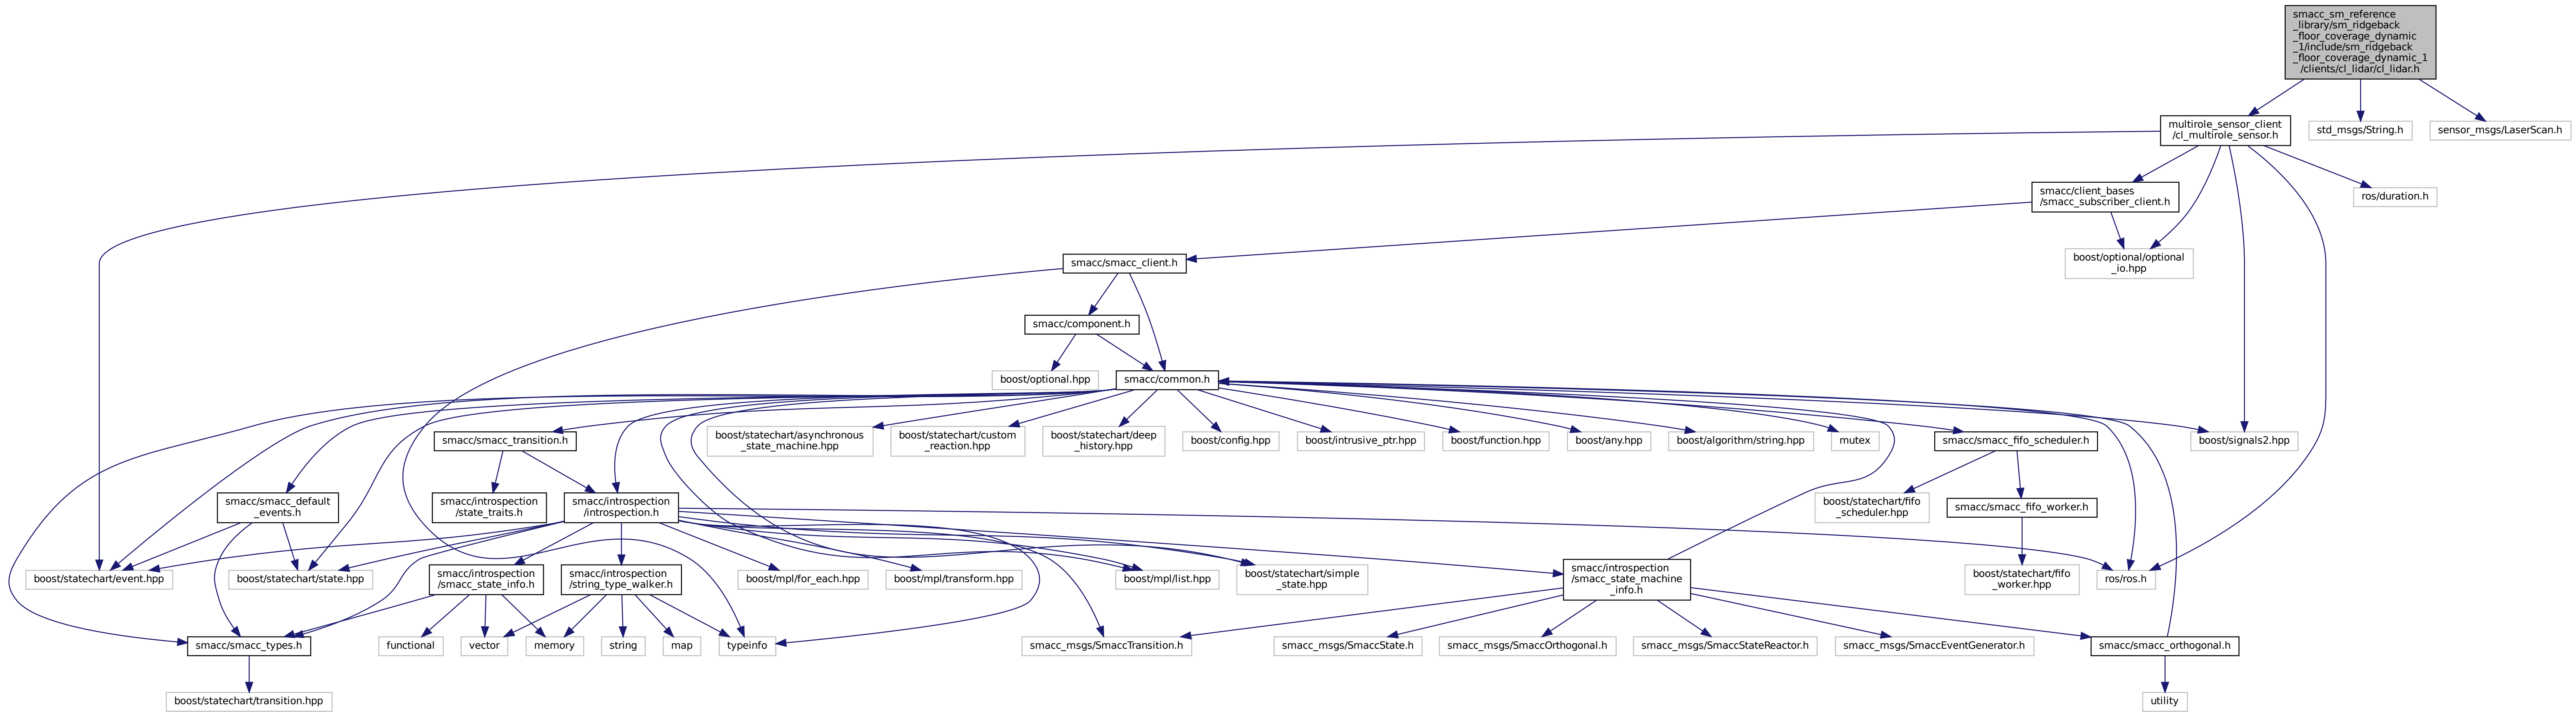 smacc_sm_reference
_library/sm_ridgeback
_floor_coverage_dynamic
_1/include/sm_ridgeback
_floor_coverage_dynamic_1
/clients/cl_lidar/cl_lidar.h
multirole_sensor_client
/cl_multirole_sensor.h
std_msgs/String.h
sensor_msgs/LaserScan.h
smacc/client_bases
/smacc_subscriber_client.h
ros/duration.h
smacc/smacc_client.h
boost/optional/optional
_io.hpp
smacc/component.h
boost/optional.hpp
smacc/common.h
smacc/smacc_transition.h
boost/statechart/asynchronous
_state_machine.hpp
boost/statechart/custom
_reaction.hpp
boost/statechart/deep
_history.hpp
boost/config.hpp
boost/intrusive_ptr.hpp
boost/function.hpp
boost/any.hpp
boost/algorithm/string.hpp
mutex
smacc/smacc_fifo_scheduler.h
boost/signals2.hpp
smacc/smacc_default
_events.h
smacc/introspection
/state_traits.h
smacc/introspection
/introspection.h
boost/statechart/fifo
_scheduler.hpp
smacc/smacc_fifo_worker.h
boost/statechart/event.hpp
boost/statechart/state.hpp
smacc/introspection
/smacc_state_info.h
smacc/introspection
/string_type_walker.h
boost/mpl/for_each.hpp
boost/mpl/transform.hpp
boost/mpl/list.hpp
boost/statechart/simple
_state.hpp
smacc/introspection
/smacc_state_machine
_info.h
boost/statechart/fifo
_worker.hpp
ros/ros.h
smacc/smacc_types.h
functional
vector
memory
string
map
typeinfo
smacc_msgs/SmaccTransition.h
smacc_msgs/SmaccState.h
smacc_msgs/SmaccOrthogonal.h
smacc_msgs/SmaccStateReactor.h
smacc_msgs/SmaccEventGenerator.h
smacc/smacc_orthogonal.h
boost/statechart/transition.hpp
utility